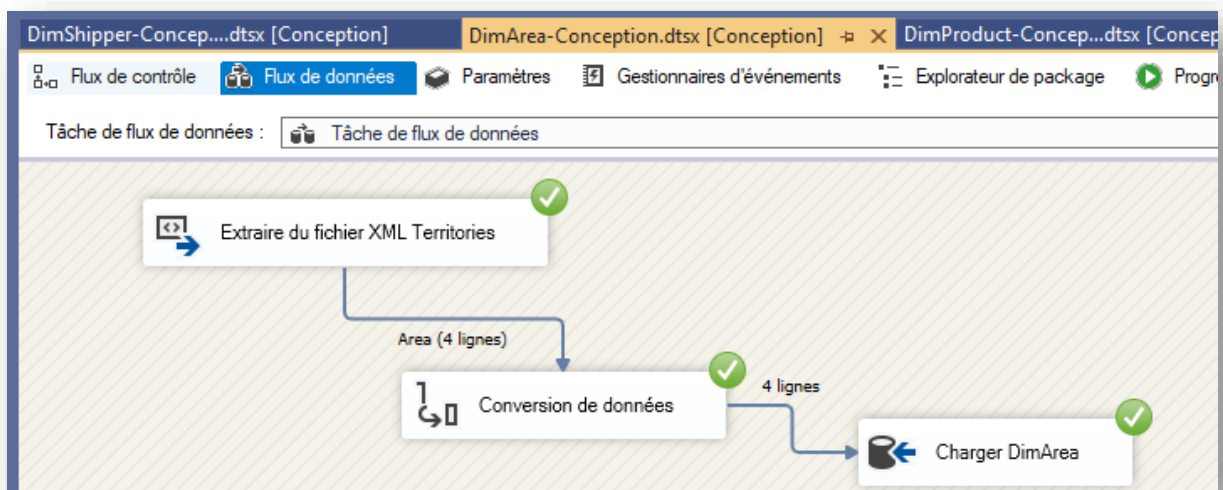 DimShipper-Concep....dtsx [Conception] DimArea-Conception.dtsx [Conception] DimProduct-Concep...dtsx [Concep
Flux de contrôle Flux de données Paramètres Gestionnaires d'événements Explorateur de package Progr
Tâche de flux de données : Tâche de flux de données
Extraire du fichier XML Territories
Area (4 lignes)
Conversion de données
4 lignes
Charger DimArea